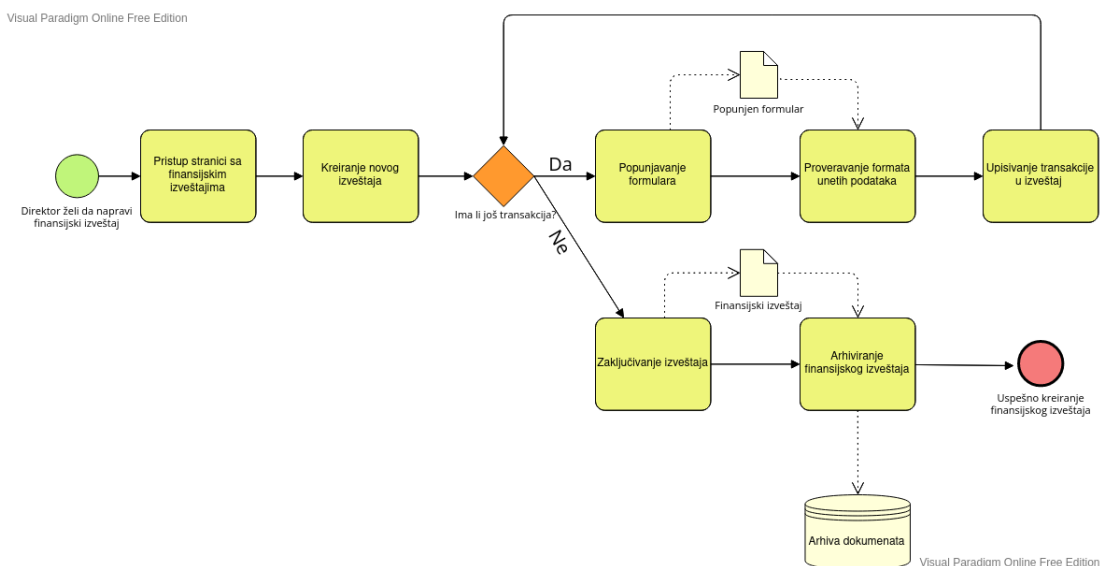 Visual Paradigm Online Free Edition
Popunjen formular
Pristup stranici sa
finansijskim
izveštajima
Kreiranje novog
izveštaja
Da
Popunjavanje
formulara
Proveravanje formata
unetih podataka
Upisivanje transakcije
u izveštaj
Direktor želi da napravi
finansijski izveštaj
Ima li još transakcija?
Ne
Finansijski izveštaj
Zaključivanje izveštaja
Arhiviranje
finansijskog izveštaja
Uspešno kreiranje
finansijskog izveštaja
Arhiva dokumenata
Visual Paradigm Online Free Edition